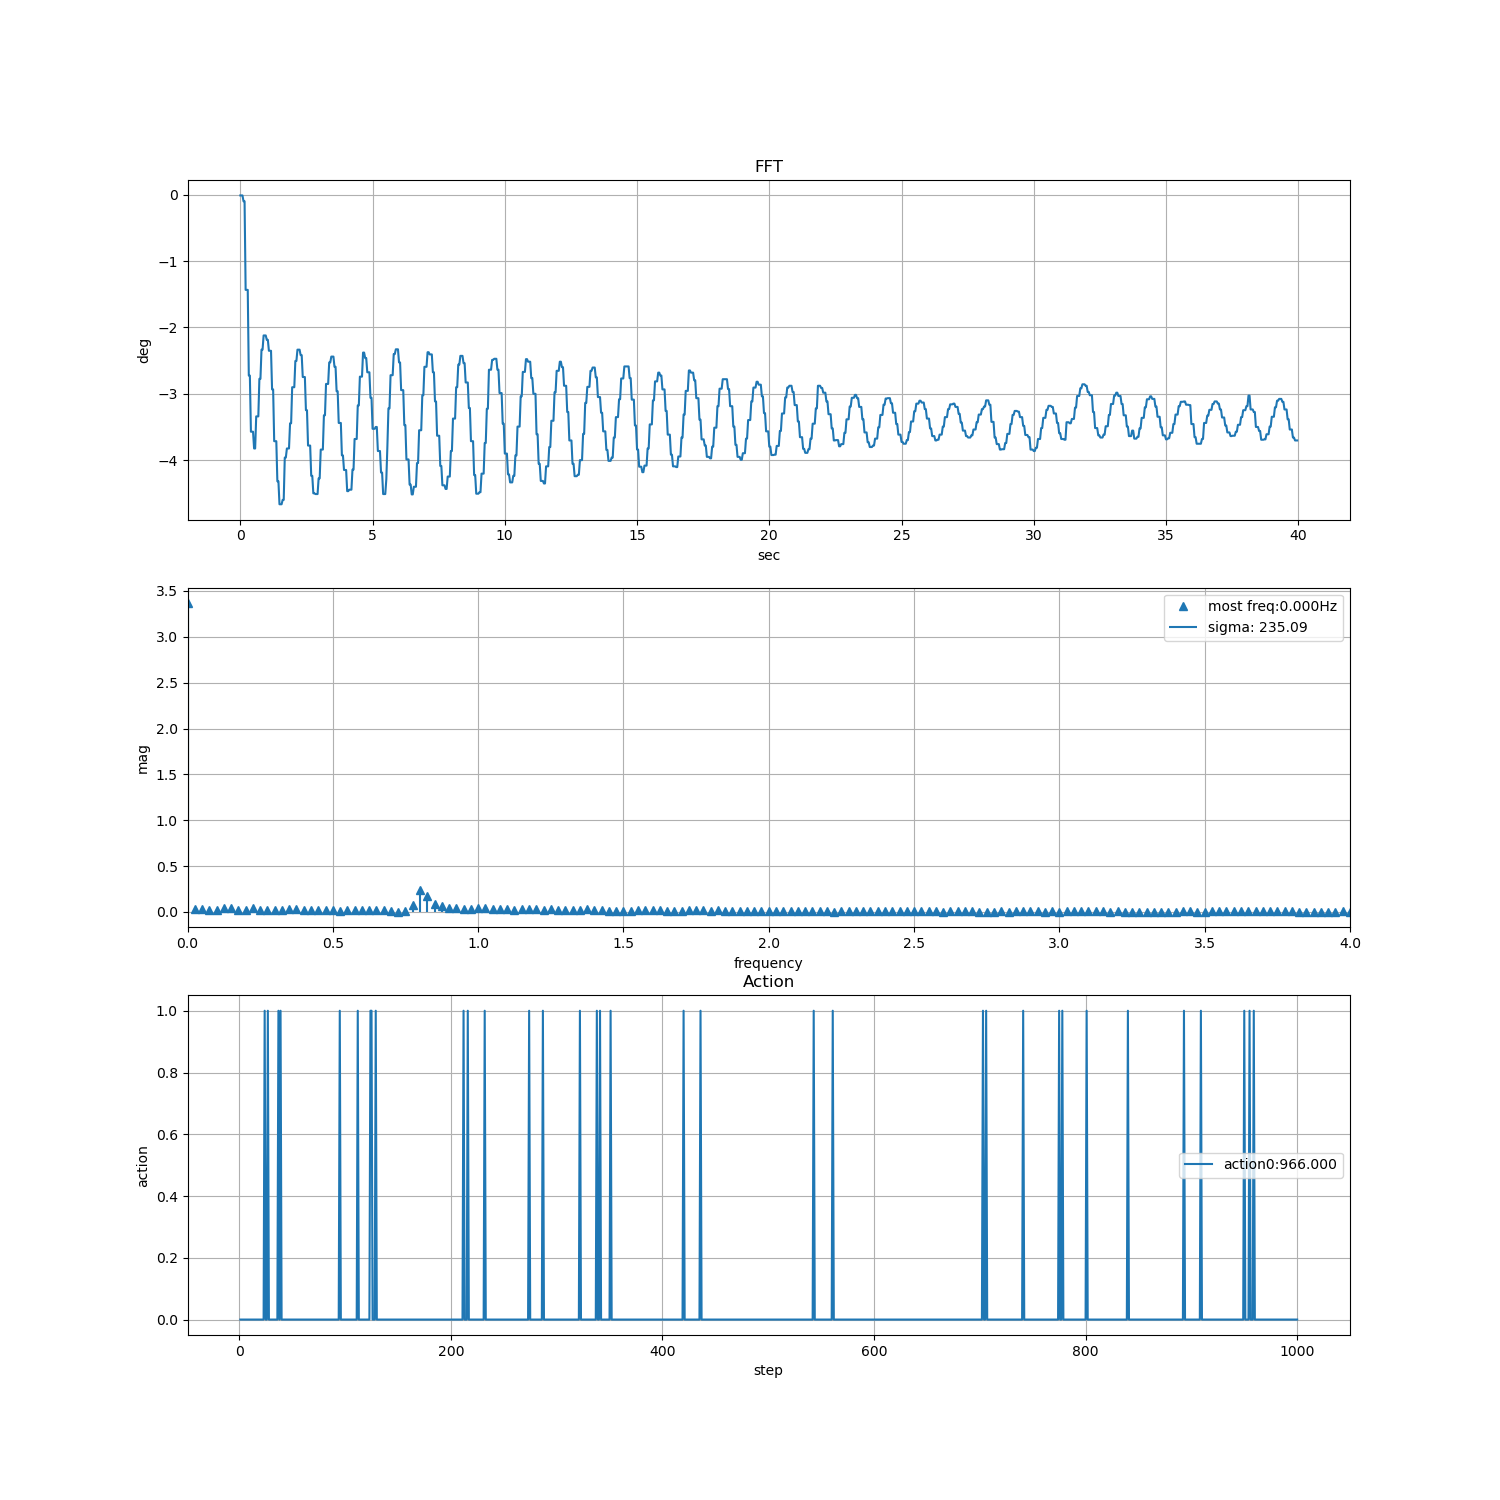 FFT
0
−1
−2
−3
−4
deg
0 5 10 15 20 25 30 35 40
sec
3.5
3.0
2.5
2.0
1.5
1.0
0.5
0.0
mag
most freq:0.000Hz
sigma: 235.09
0.0 0.5 1.0 1.5 2.0 2.5 3.0 3.5 4.0
frequency
Action
1.0
0.8
0.6
0.4
0.2
0.0
action
action0:966.000
0 200 400 600 800 1000
step